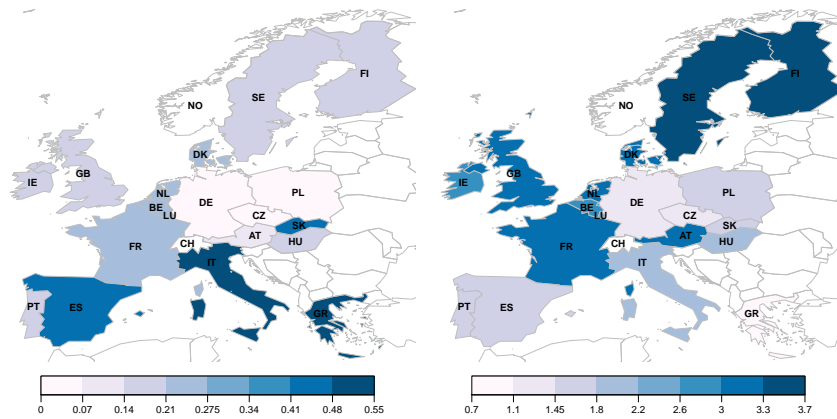 FI
NO
SE
DK
IE
GB
NL
DE
PL
BE
LU
CZ
SK
FR
CH
AT
HU
IT
PT
ES
GR
0 0.07 0.14 0.21 0.275 0.34 0.41 0.48 0.55
FI
NO
SE
DK
IE
GB
NL
DE
PL
BE
LU
CZ
SK
FR
CH
AT
HU
IT
PT
ES
GR
0.7 1.1 1.45 1.8 2.2 2.6 3 3.3 3.7